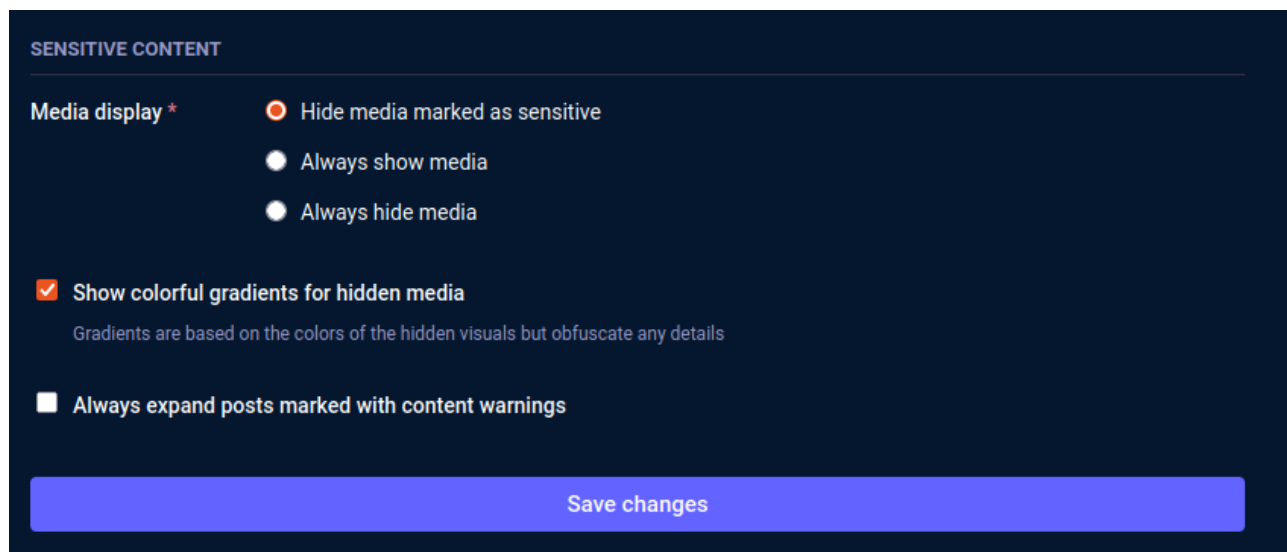 SENSITIVE CONTENT
Media display *
Hide media marked as sensitive
Always show media
Always hide media
Show colorful gradients for hidden media
Gradients are based on the colors of the hidden visuals but obfuscate any details
Always expand posts marked with content warnings
Save changes